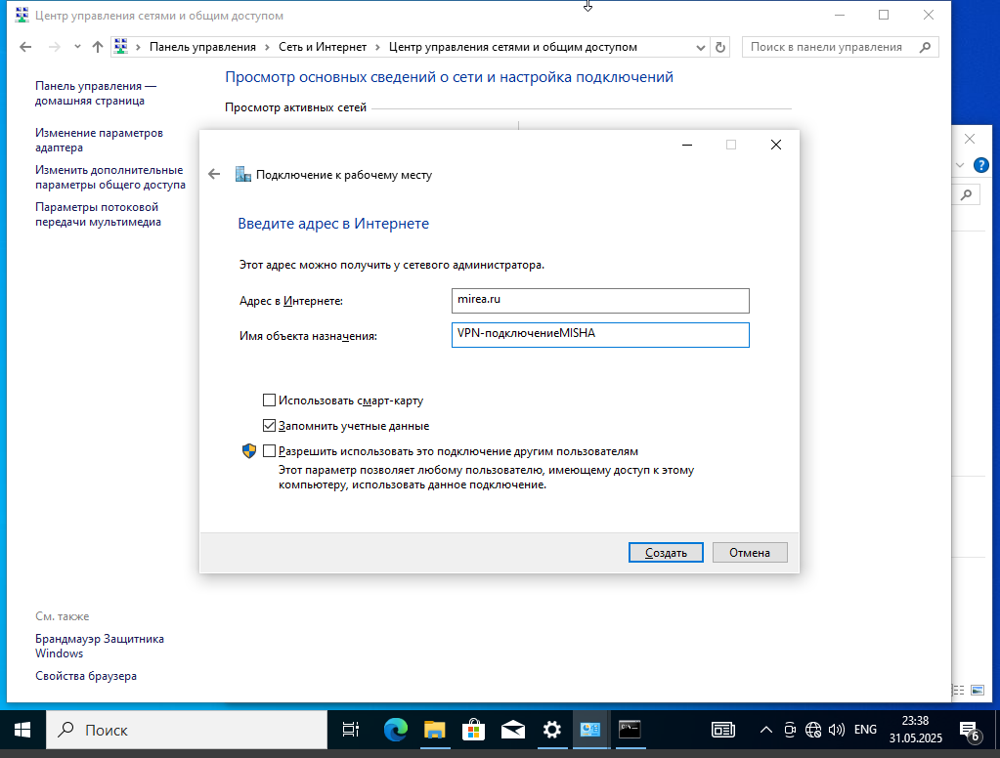 Центр управления сетями и общим доступом
Панель управления
Сеть и Интернет
Центр управления сетями и общим доступом
Поиск в панели управления
Панель управления —
домашняя страница
Изменение параметров
адаптера
Изменить дополнительные
параметры общего доступа
Параметры потоковой
передачи мультимедиа
Просмотр основных сведений о сети и настройка подключений
Просмотр активных сетей
Подключение к рабочему месту
Введите адрес в Интернете
Этот адрес можно получить у сетевого администратора.
Адрес в Интернете:
mirea.ru
Имя объекта назначения:
VPN-подключениеMISHA
Использовать смарт-карту
Запомнить учетные данные
Разрешить использовать это подключение другим пользователям
Этот параметр позволяет любому пользователю, имеющему доступ к этому
компьютеру, использовать данное подключение.
Создать
Отмена
См. также
Брандмауэр Защитника
Windows
Свойства браузера
Поиск
ENG
23:38
31.05.2025
6